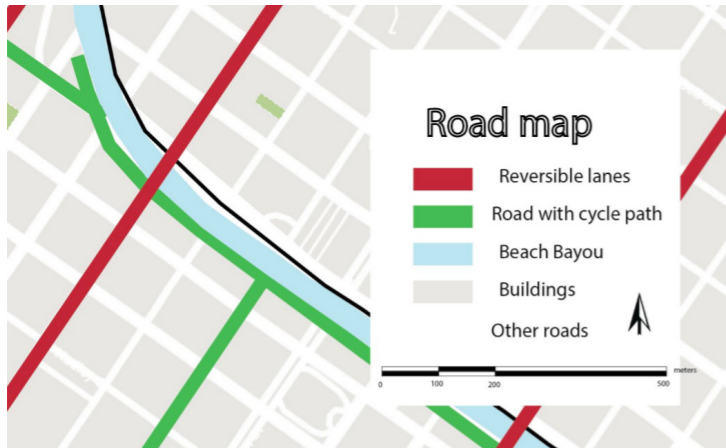 Road map
Reversible lanes
Road with cycle path
Beach Bayou
Buildings
Other roads
meters
0 100 200 500